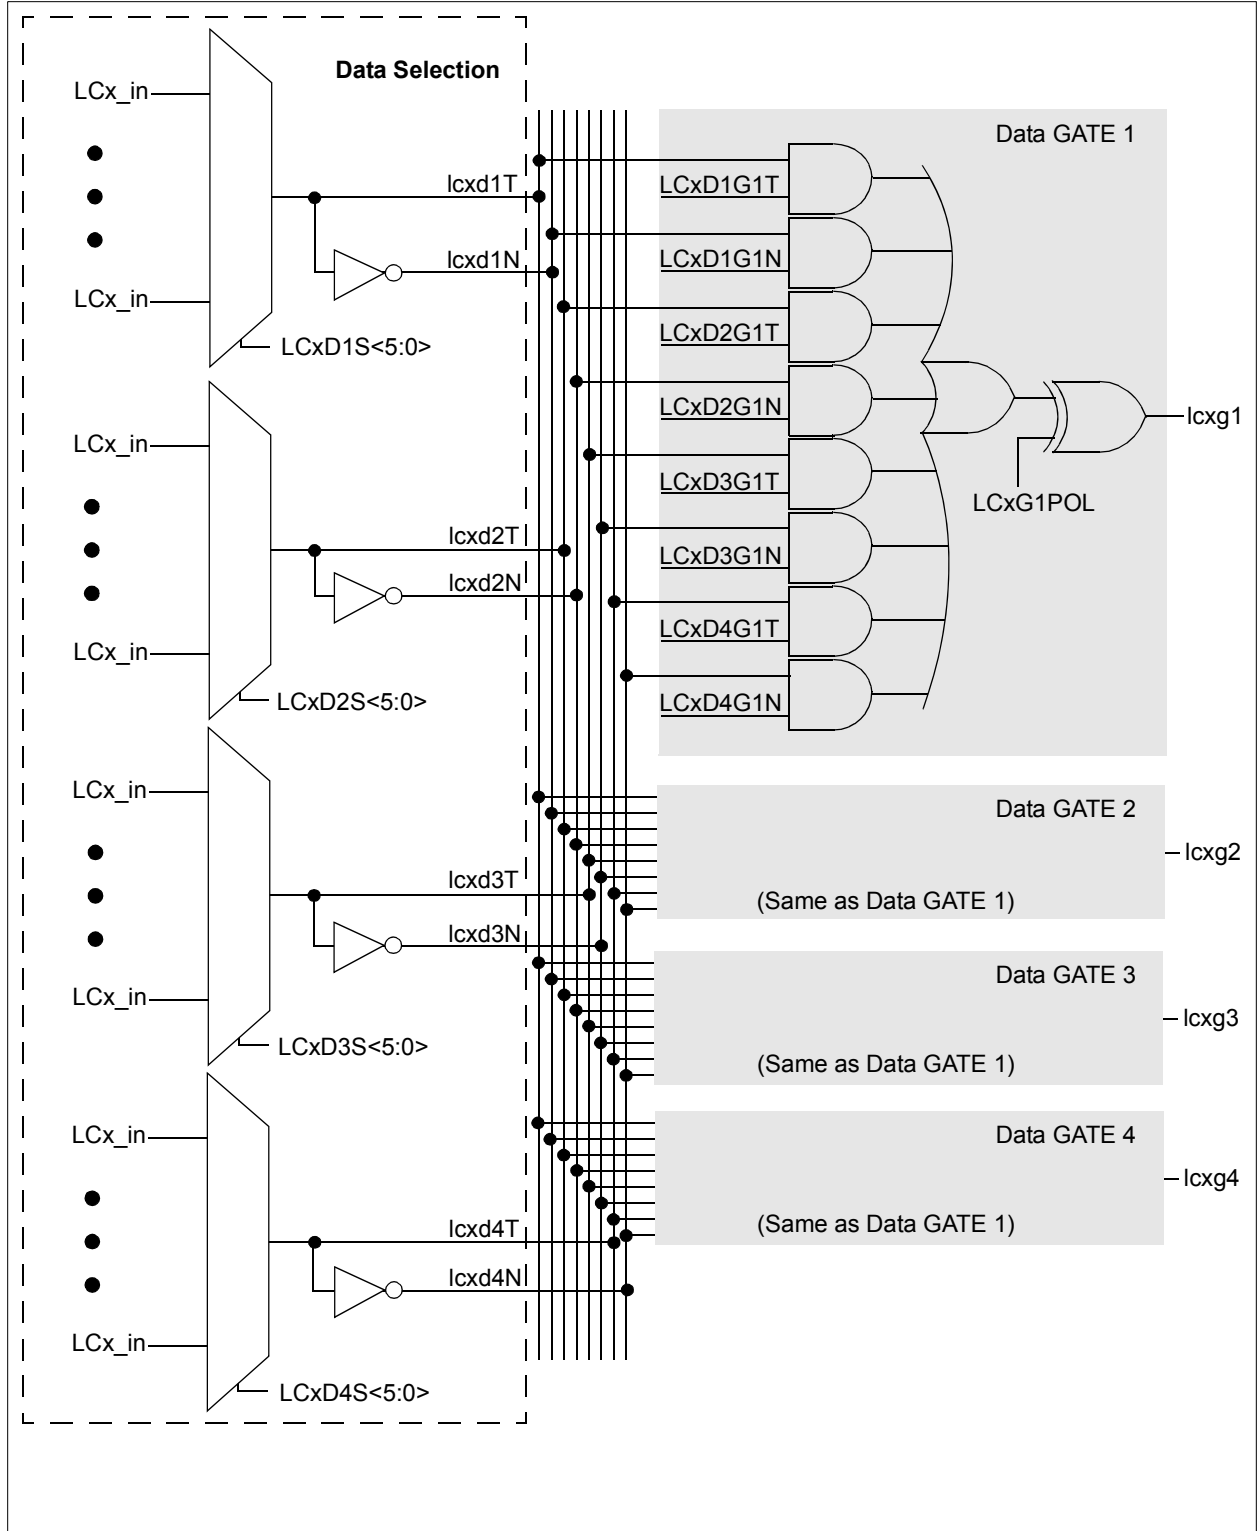 Data Selection
LCx_in
LCx_in
lcxd1T
lcxd1N
LCxD1S<5:0>
LCx_in
LCx_in
lcxd2T
lcxd2N
LCxD2S<5:0>
LCx_in
LCx_in
lcxd3T
lcxd3N
LCxD3S<5:0>
LCx_in
LCx_in
lcxd4T
lcxd4N
LCxD4S<5:0>
Data GATE 1
LCxD1G1T
LCxD1G1N
LCxD2G1T
LCxD2G1N
LCxD3G1T
LCxD3G1N
LCxD4G1T
LCxD4G1N
LCxG1POL
lcxg1
Data GATE 2
(Same as Data GATE 1)
lcxg2
Data GATE 3
(Same as Data GATE 1)
lcxg3
Data GATE 4
(Same as Data GATE 1)
lcxg4